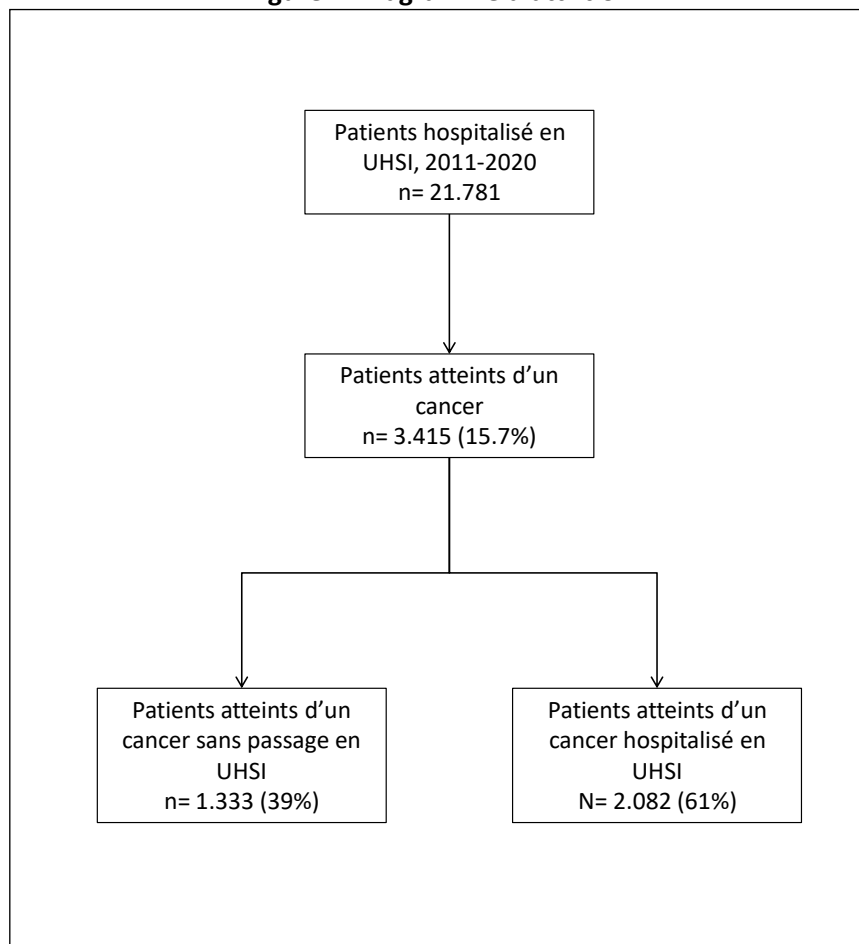 Patients hospitalisé en
UHSI, 2011-2020
n= 21.781
Patients atteints d’un
cancer
n= 3.415 (15.7%)
Patients atteints d’un
cancer sans passage en
UHSI
n= 1.333 (39%)
Patients atteints d’un
cancer hospitalisé en
UHSI
N= 2.082 (61%)